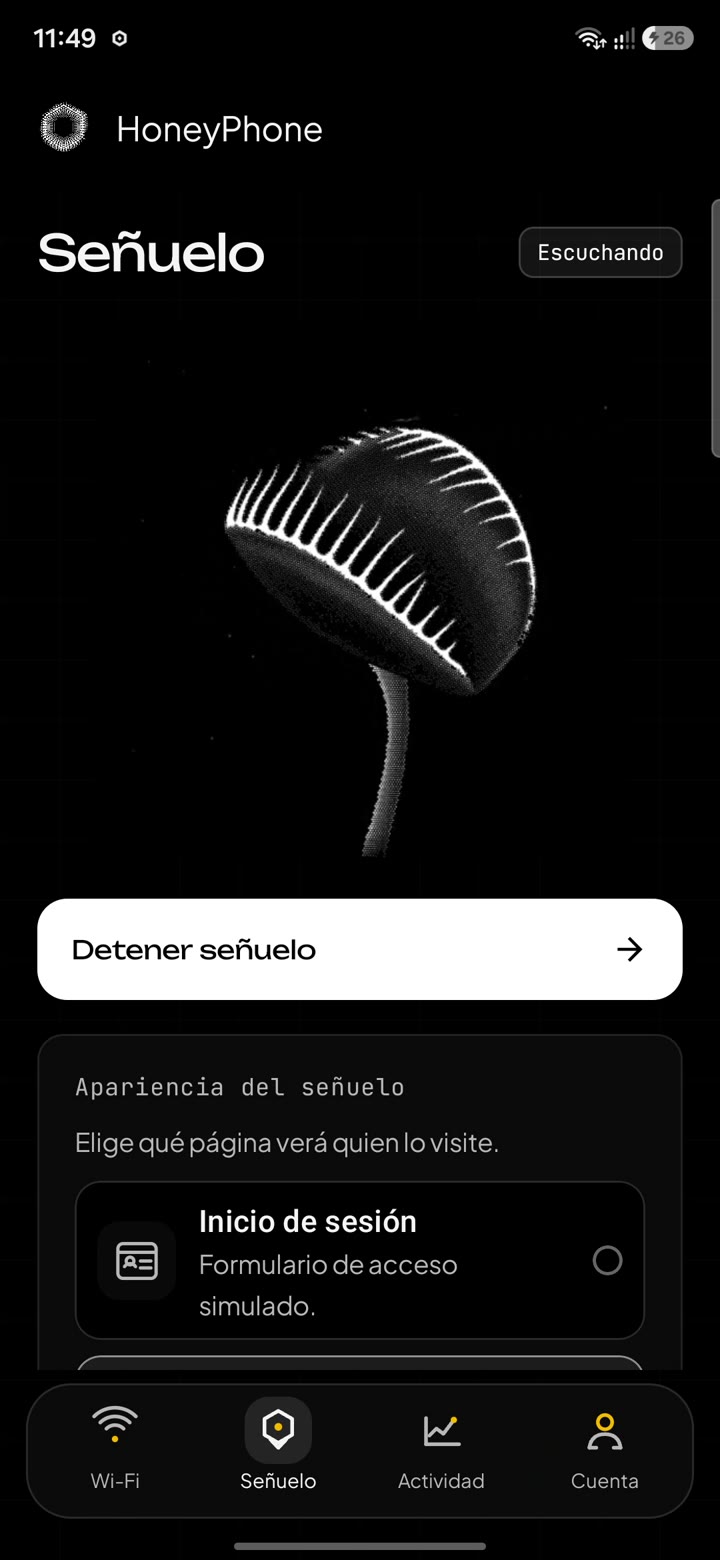 11:49
26
HoneyPhone
Señuelo
Escuchando
Detener señuelo
Apariencia del señuelo
Elige qué página verá quien lo visite.
Inicio de sesión
Formulario de acceso
simulado.
Wi-Fi
Señuelo
Actividad
Cuenta